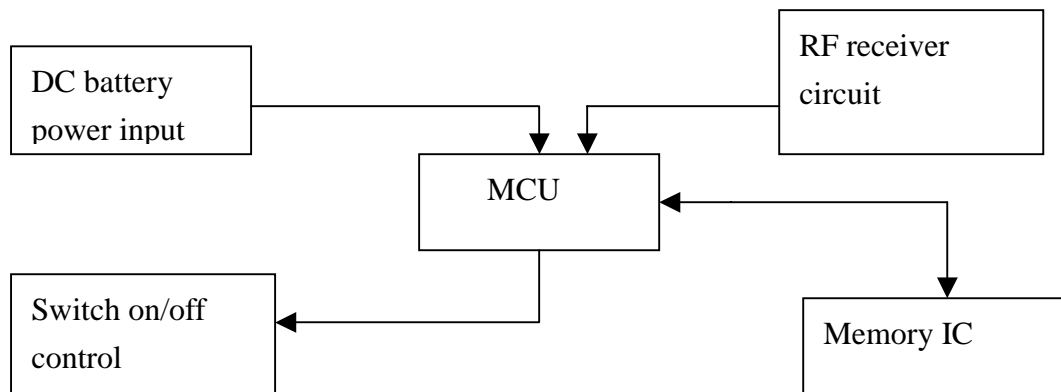 DC battery
power input
RF receiver
circuit
MCU
Switch on/off
control
Memory IC